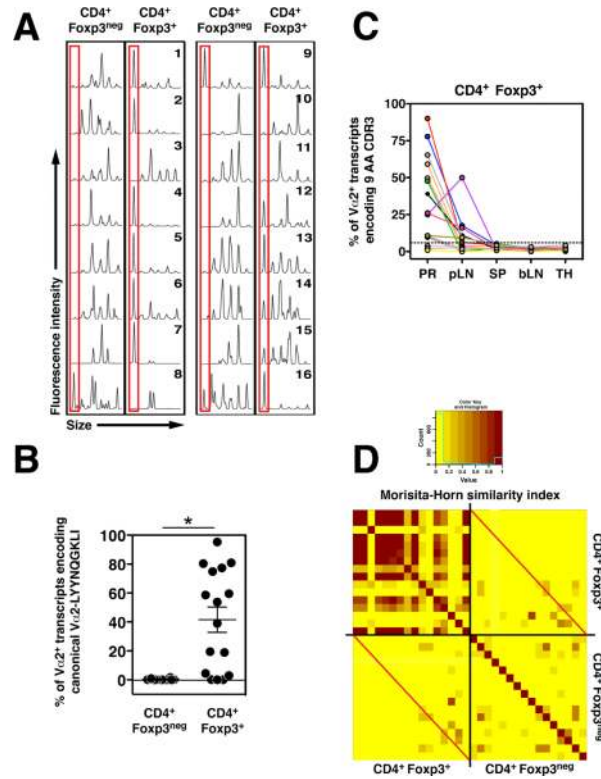 A
CD4⁺ Foxp3ⁿᵉᵍ
CD4⁺ Foxp3⁺
CD4⁺ Foxp3ⁿᵉᵍ
CD4⁺ Foxp3⁺
1
2
3
4
5
6
7
8
9
10
11
12
13
14
15
16
Fluorescence intensity
Size
B
% of Vα2⁺ transcripts encoding
canonical Vα2-LYYNQGKLI
*
100
80
60
40
20
0
CD4⁺
Foxp3ⁿᵉᵍ
CD4⁺
Foxp3⁺
C
CD4⁺ Foxp3⁺
% of Vα2⁺ transcripts
encoding 9 AA CDR3
100
75
50
25
0
PR pLN SP bLN TH
D
Color Key
and Histogram
Count
Value
Morisita-Horn similarity index
CD4⁺ Foxp3⁺
CD4⁺ Foxp3ⁿᵉᵍ
CD4⁺ Foxp3⁺
CD4⁺ Foxp3ⁿᵉᵍ